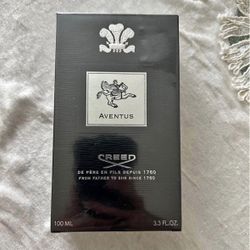 AVENTUS
CREED
DE PÈRE EN FILS DEPUIS 1760
FROM FATHER TO SON SINCE 1760
100 ML 3.3 FL.OZ.